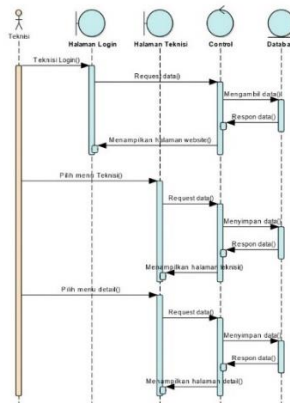 Teknisi
Halaman Login
Halaman Teknisi
Control
Databa
Teknisi Login()
Request data()
Mengambil data()
Respon data()
Menampilkan halaman website()
Pilih menu Teknisi()
Request data()
Menyimpan data()
Respon data()
Menampilkan halaman teknisi()
Pilih menu detail()
Request data()
Menyimpan data()
Respon data()
Menampilkan halaman detail()